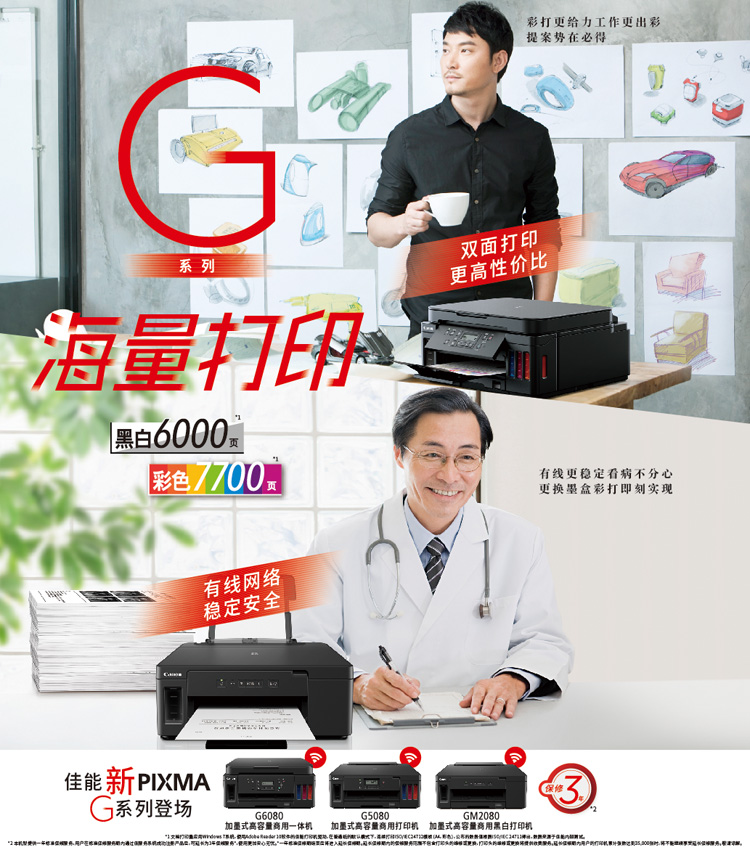 彩打更给力工作更出彩
提案势在必得
G
系列
双面打印
更高性价比
海量打印
黑白6000页*1
彩色7700页*1
有线更稳定看病不分心
更换墨盒彩打即刻实现
有线网络
稳定安全
Canon
佳能新PIXMA
G系列登场
G6080
加墨式高容量商用一体机
G5080
加墨式高容量商用打印机
GM2080
加墨式高容量商用黑白打印机
保修3年*2